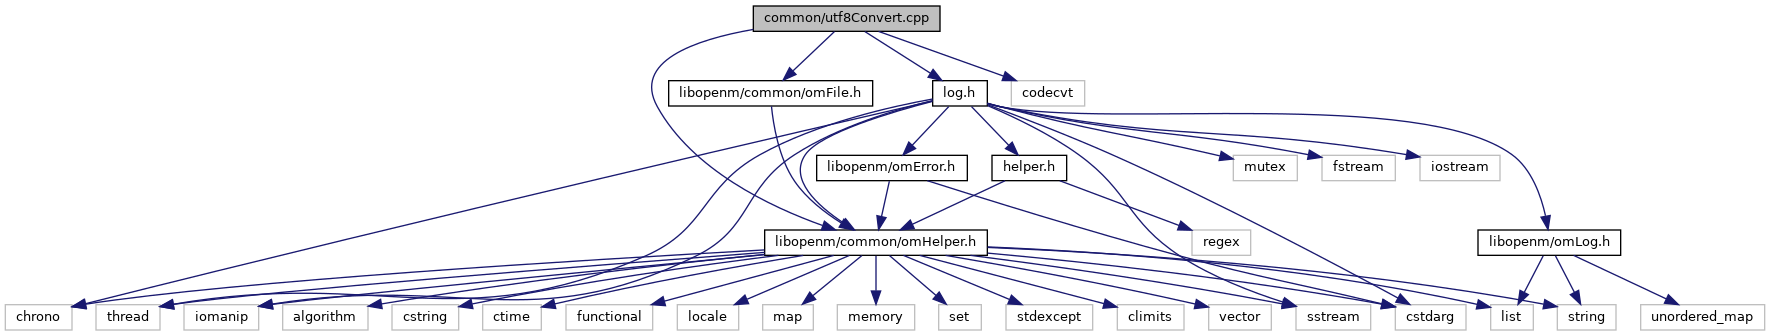 common/utf8Convert.cpp
libopenm/common/omFile.h
log.h
codecvt
libopenm/omError.h
helper.h
mutex
fstream
iostream
libopenm/common/omHelper.h
regex
libopenm/omLog.h
chrono
thread
iomanip
algorithm
cstring
ctime
functional
locale
map
memory
set
stdexcept
climits
vector
sstream
cstdarg
list
string
unordered_map